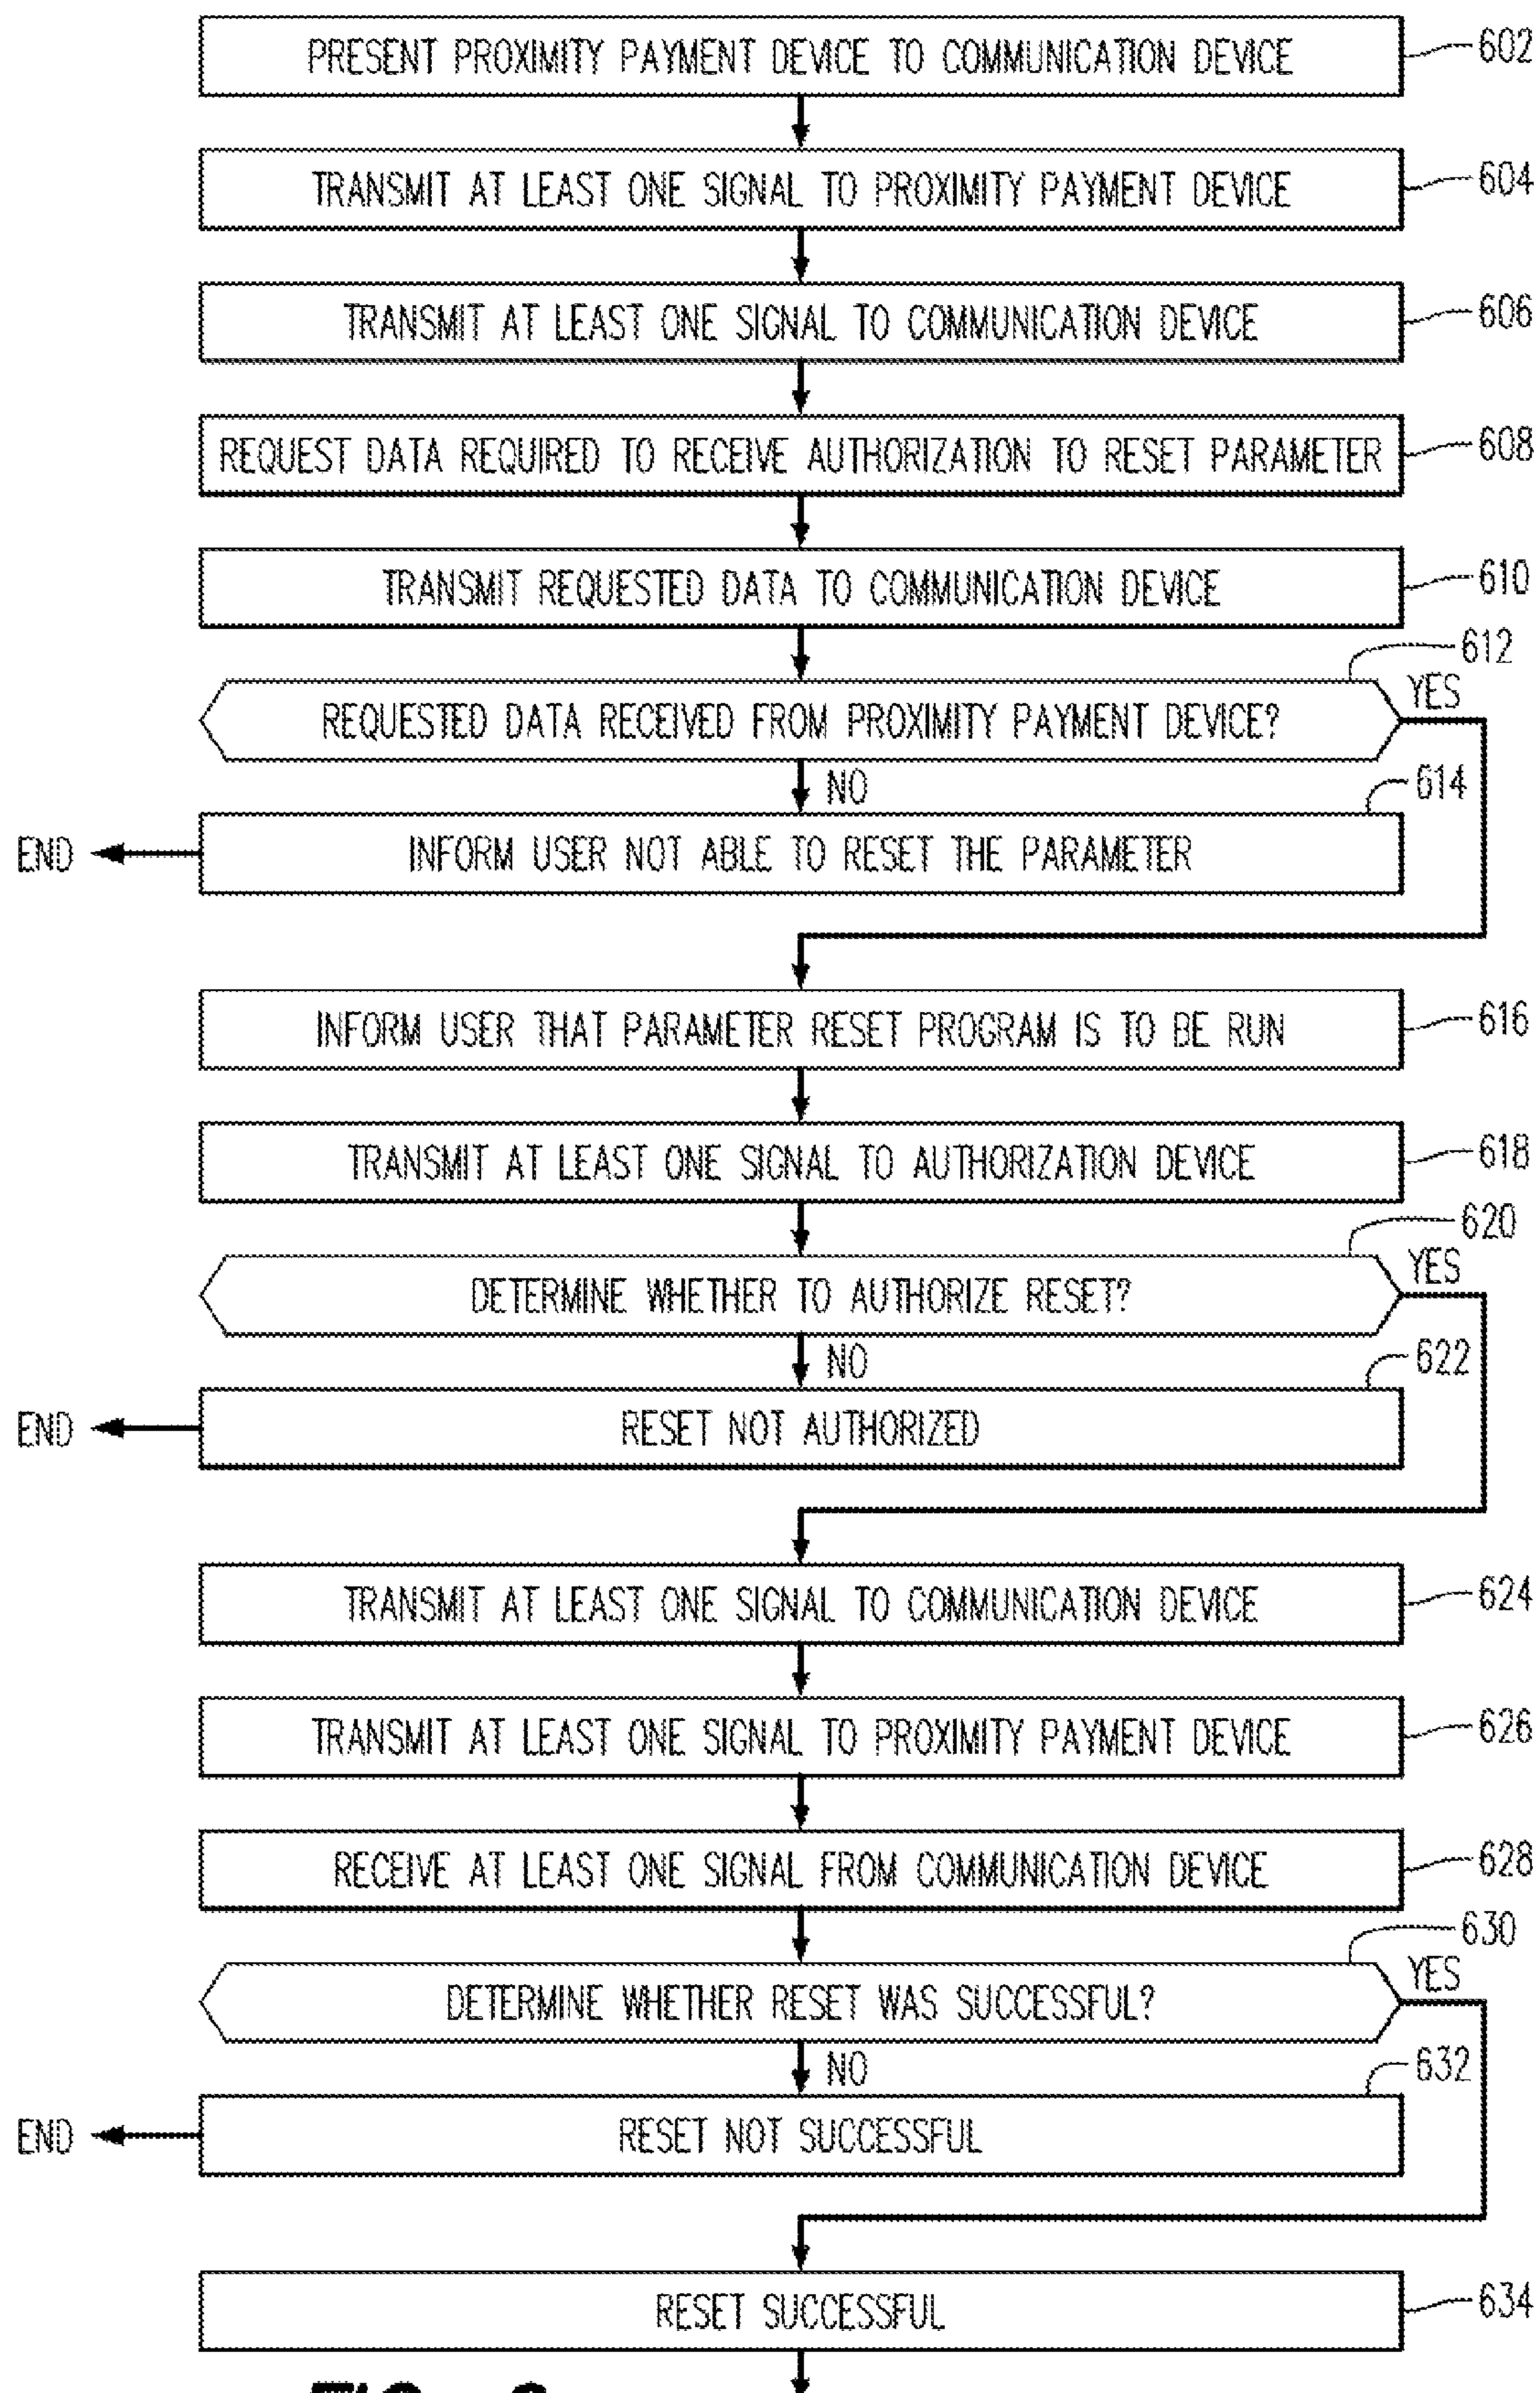 PRESENT PROXIMITY PAYMENT DEVICE TO COMMUNICATION DEVICE
602
TRANSMIT AT LEAST ONE SIGNAL TO PROXIMITY PAYMENT DEVICE
604
TRANSMIT AT LEAST ONE SIGNAL TO COMMUNICATION DEVICE
606
REQUEST DATA REQUIRED TO RECEIVE AUTHORIZATION TO RESET PARAMETER
608
TRANSMIT REQUESTED DATA TO COMMUNICATION DEVICE
610
612
REQUESTED DATA RECEIVED FROM PROXIMITY PAYMENT DEVICE?
YES
NO
614
END
INFORM USER NOT ABLE TO RESET THE PARAMETER
INFORM USER THAT PARAMETER RESET PROGRAM IS TO BE RUN
616
TRANSMIT AT LEAST ONE SIGNAL TO AUTHORIZATION DEVICE
618
620
DETERMINE WHETHER TO AUTHORIZE RESET?
YES
NO
622
END
RESET NOT AUTHORIZED
TRANSMIT AT LEAST ONE SIGNAL TO COMMUNICATION DEVICE
624
TRANSMIT AT LEAST ONE SIGNAL TO PROXIMITY PAYMENT DEVICE
626
RECEIVE AT LEAST ONE SIGNAL FROM COMMUNICATION DEVICE
628
630
DETERMINE WHETHER RESET WAS SUCCESSFUL?
YES
NO
632
END
RESET NOT SUCCESSFUL
RESET SUCCESSFUL
634